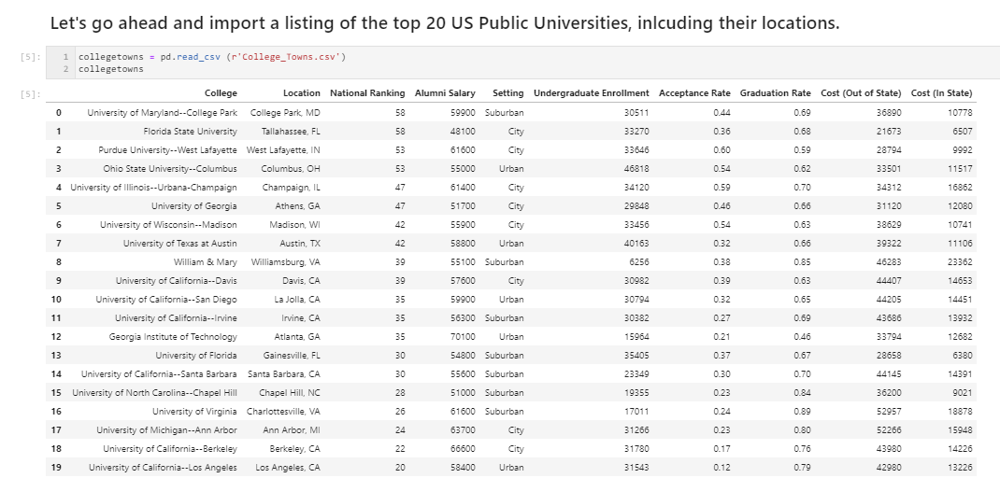 Let's go ahead and import a listing of the top 20 US Public Universities, inlcuding their locations.
[5]: 1 collegetowns = pd.read_csv (r'College_Towns.csv')
2 collegetowns
[5]: College Location National Ranking Alumni Salary Setting Undergraduate Enrollment Acceptance Rate Graduation Rate Cost (Out of State) Cost (In State)
0 University of Maryland--College Park College Park, MD 58 59900 Suburban 30511 0.44 0.69 36890 10778
1 Florida State University Tallahassee, FL 58 48100 City 33270 0.36 0.68 21673 6507
2 Purdue University--West Lafayette West Lafayette, IN 53 61600 City 33646 0.60 0.59 28794 9992
3 Ohio State University--Columbus Columbus, OH 53 55000 Urban 46818 0.54 0.62 33501 11517
4 University of Illinois--Urbana-Champaign Champaign, IL 47 61400 City 34120 0.59 0.70 34312 16862
5 University of Georgia Athens, GA 47 51700 City 29848 0.46 0.66 31120 12080
6 University of Wisconsin--Madison Madison, WI 42 55900 City 33456 0.54 0.63 38629 10741
7 University of Texas at Austin Austin, TX 42 58800 Urban 40163 0.32 0.66 39322 11106
8 William & Mary Williamsburg, VA 39 55100 Suburban 6256 0.38 0.85 46283 23362
9 University of California--Davis Davis, CA 39 57600 City 30982 0.39 0.63 44407 14653
10 University of California--San Diego La Jolla, CA 35 59900 Urban 30794 0.32 0.65 44205 14451
11 University of California--Irvine Irvine, CA 35 56300 Suburban 30382 0.27 0.69 43686 13932
12 Georgia Institute of Technology Atlanta, GA 35 70100 Urban 15964 0.21 0.46 33794 12682
13 University of Florida Gainesville, FL 30 54800 Suburban 35405 0.37 0.67 28658 6380
14 University of California--Santa Barbara Santa Barbara, CA 30 55600 Suburban 23349 0.30 0.70 44145 14391
15 University of North Carolina--Chapel Hill Chapel Hill, NC 28 51000 Suburban 19355 0.23 0.84 36200 9021
16 University of Virginia Charlottesville, VA 26 61600 Suburban 17011 0.24 0.89 52957 18878
17 University of Michigan--Ann Arbor Ann Arbor, MI 24 63700 City 31266 0.23 0.80 52266 15948
18 University of California--Berkeley Berkeley, CA 22 66600 City 31780 0.17 0.76 43980 14226
19 University of California--Los Angeles Los Angeles, CA 20 58400 Urban 31543 0.12 0.79 42980 13226